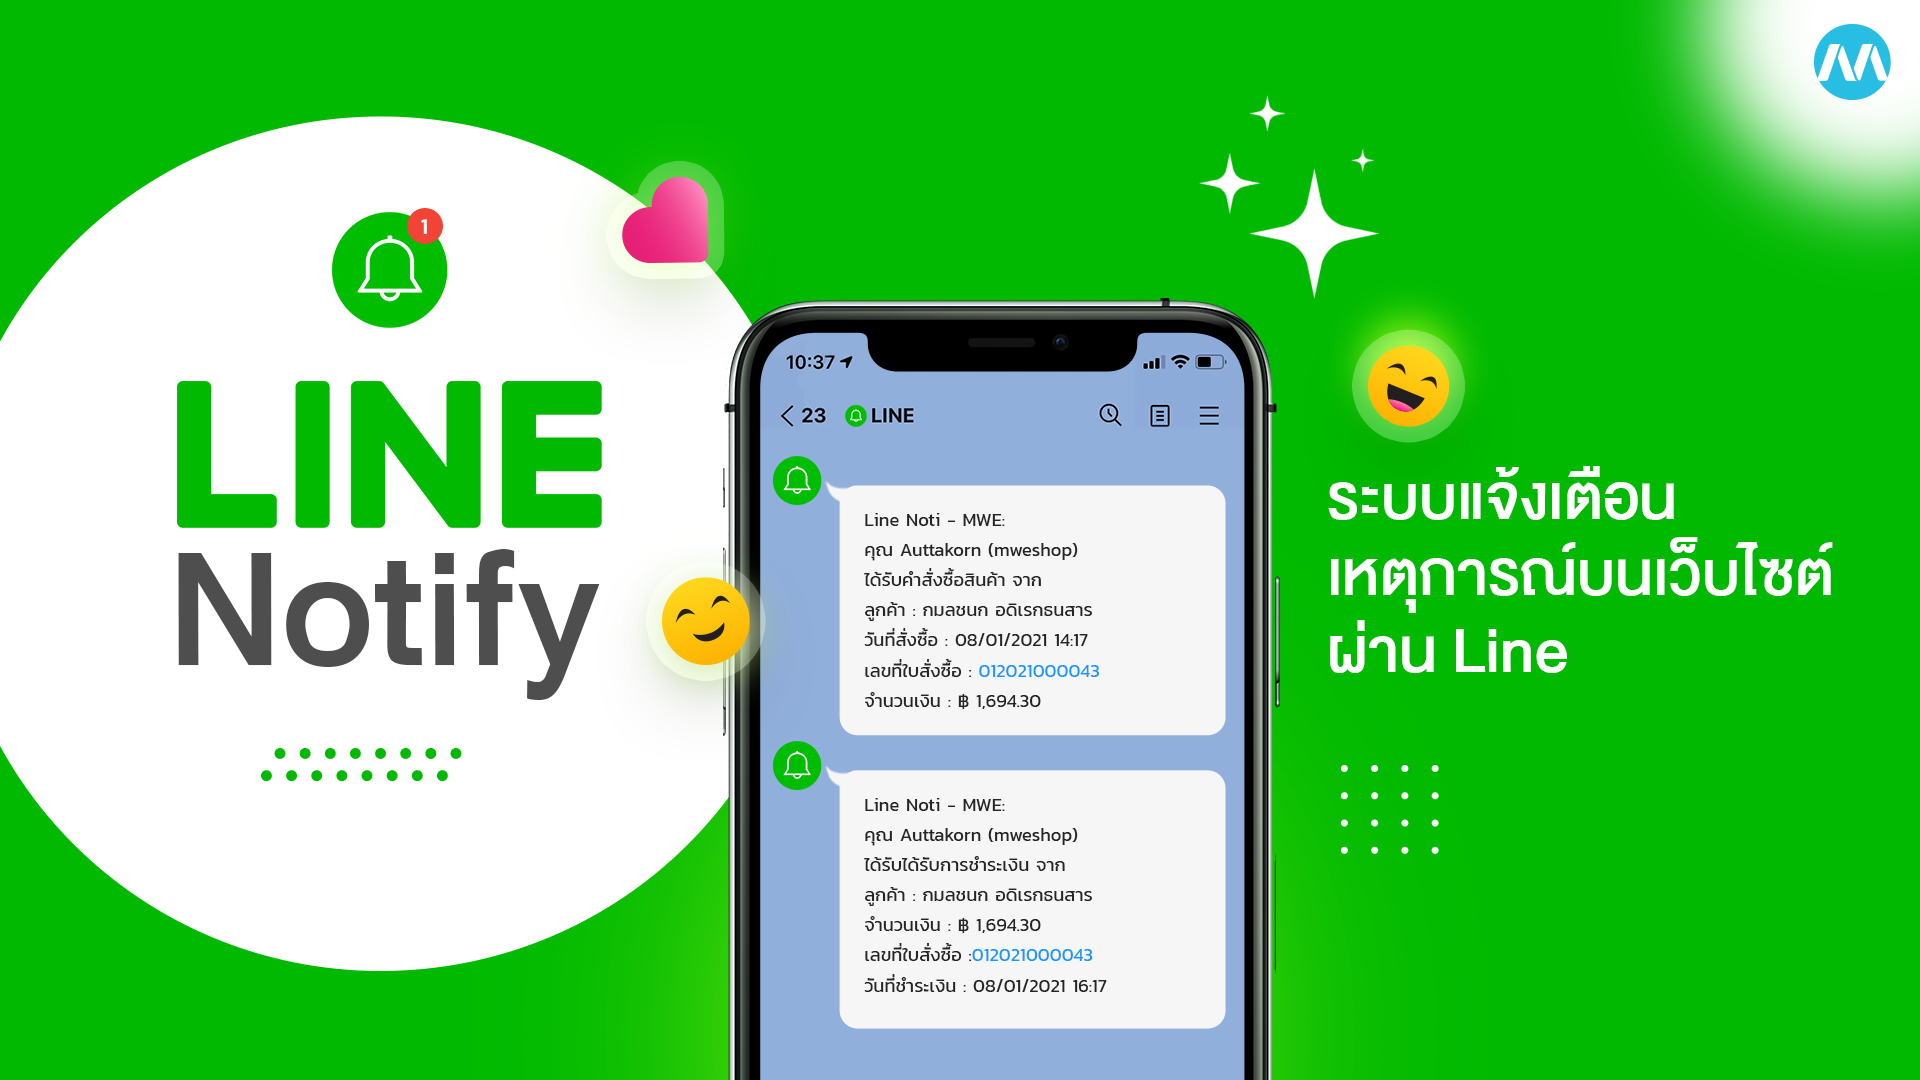 1
LINE
Notify
10:37
23
LINE
Line Noti - MWE:
คุณ Auttakorn (mweshop)
ได้รับคำสั่งซื้อสินค้า จาก
ลูกค้า : กมลชนก อดิเรกธนสาร
วันที่สั่งซื้อ : 08/01/2021 14:17
เลขที่ใบสั่งซื้อ : 012021000043
จำนวนเงิน : ฿ 1,694.30
Line Noti - MWE:
คุณ Auttakorn (mweshop)
ได้รับได้รับการชำระเงิน จาก
ลูกค้า : กมลชนก อดิเรกธนสาร
จำนวนเงิน : ฿ 1,694.30
เลขที่ใบสั่งซื้อ :012021000043
วันที่ชำระเงิน : 08/01/2021 16:17
ระบบแจ้งเตือน
เหตุการณ์บนเว็บไซต์
ผ่าน Line